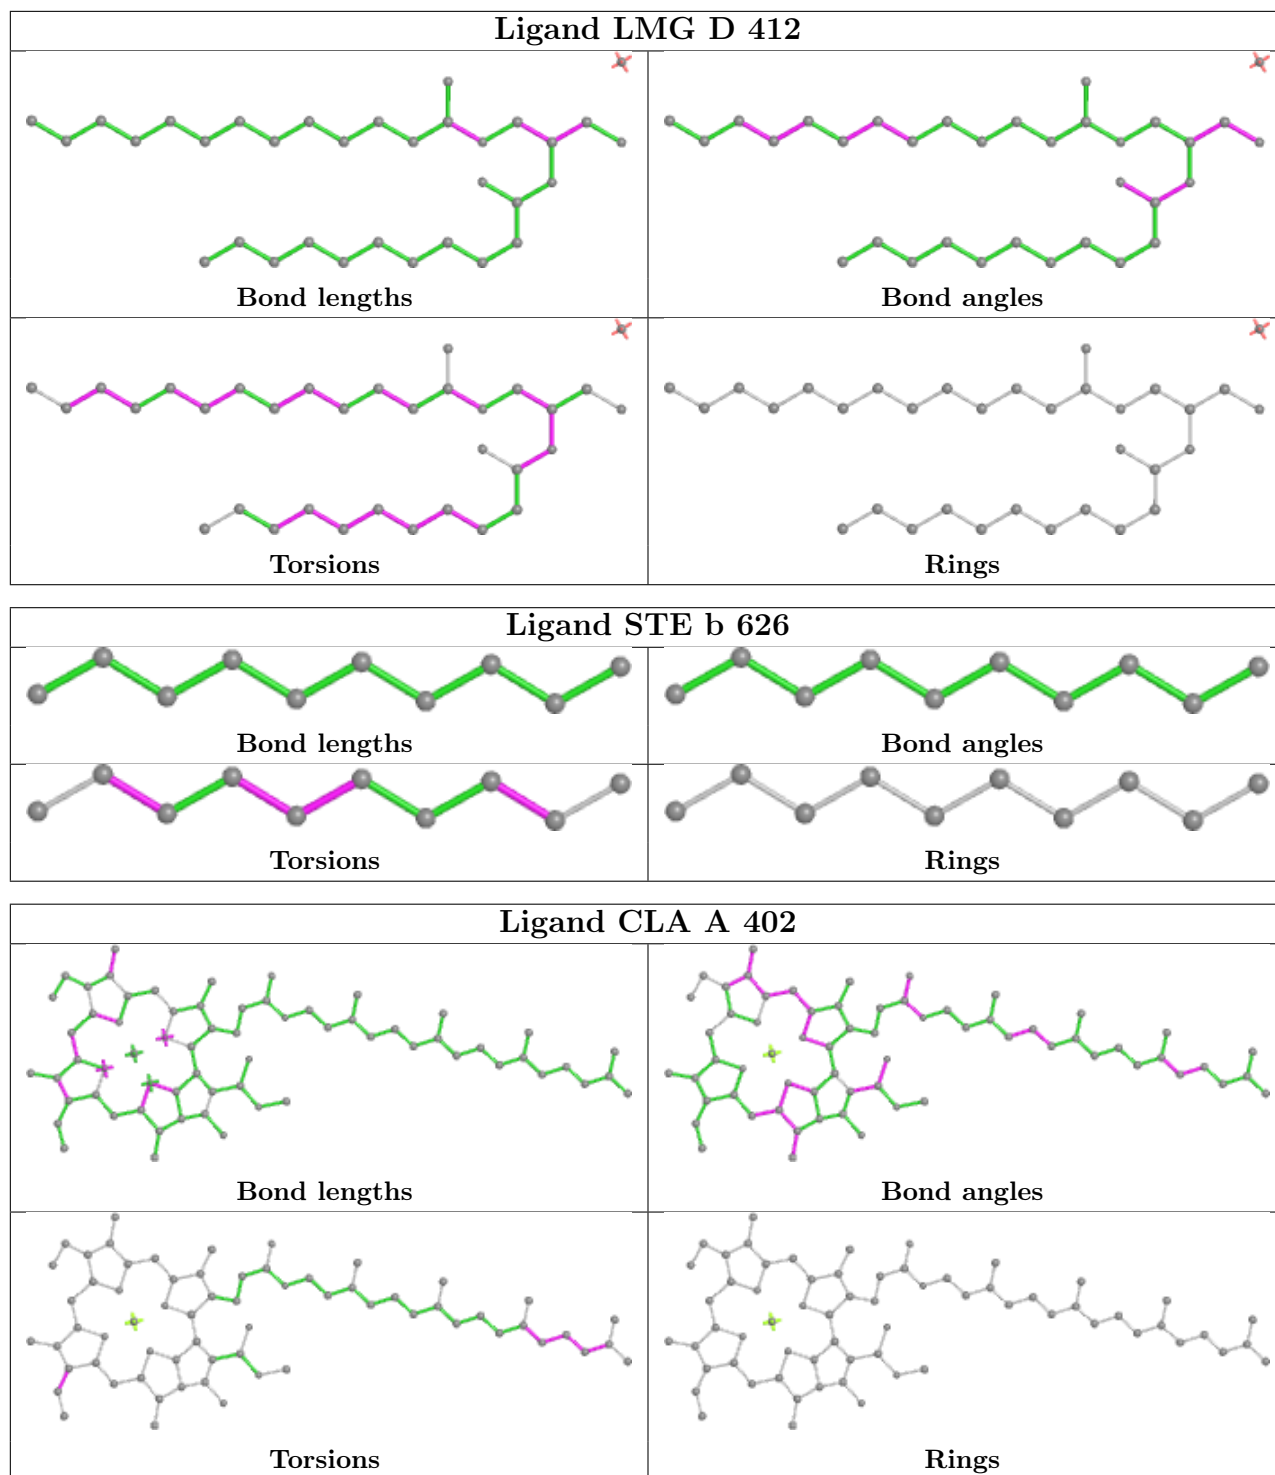 Ligand LMG D 412
Bond lengths
Bond angles
Torsions
Rings
Ligand STE b 626
Bond lengths
Bond angles
Torsions
Rings
Ligand CLA A 402
Bond lengths
Bond angles
Torsions
Rings